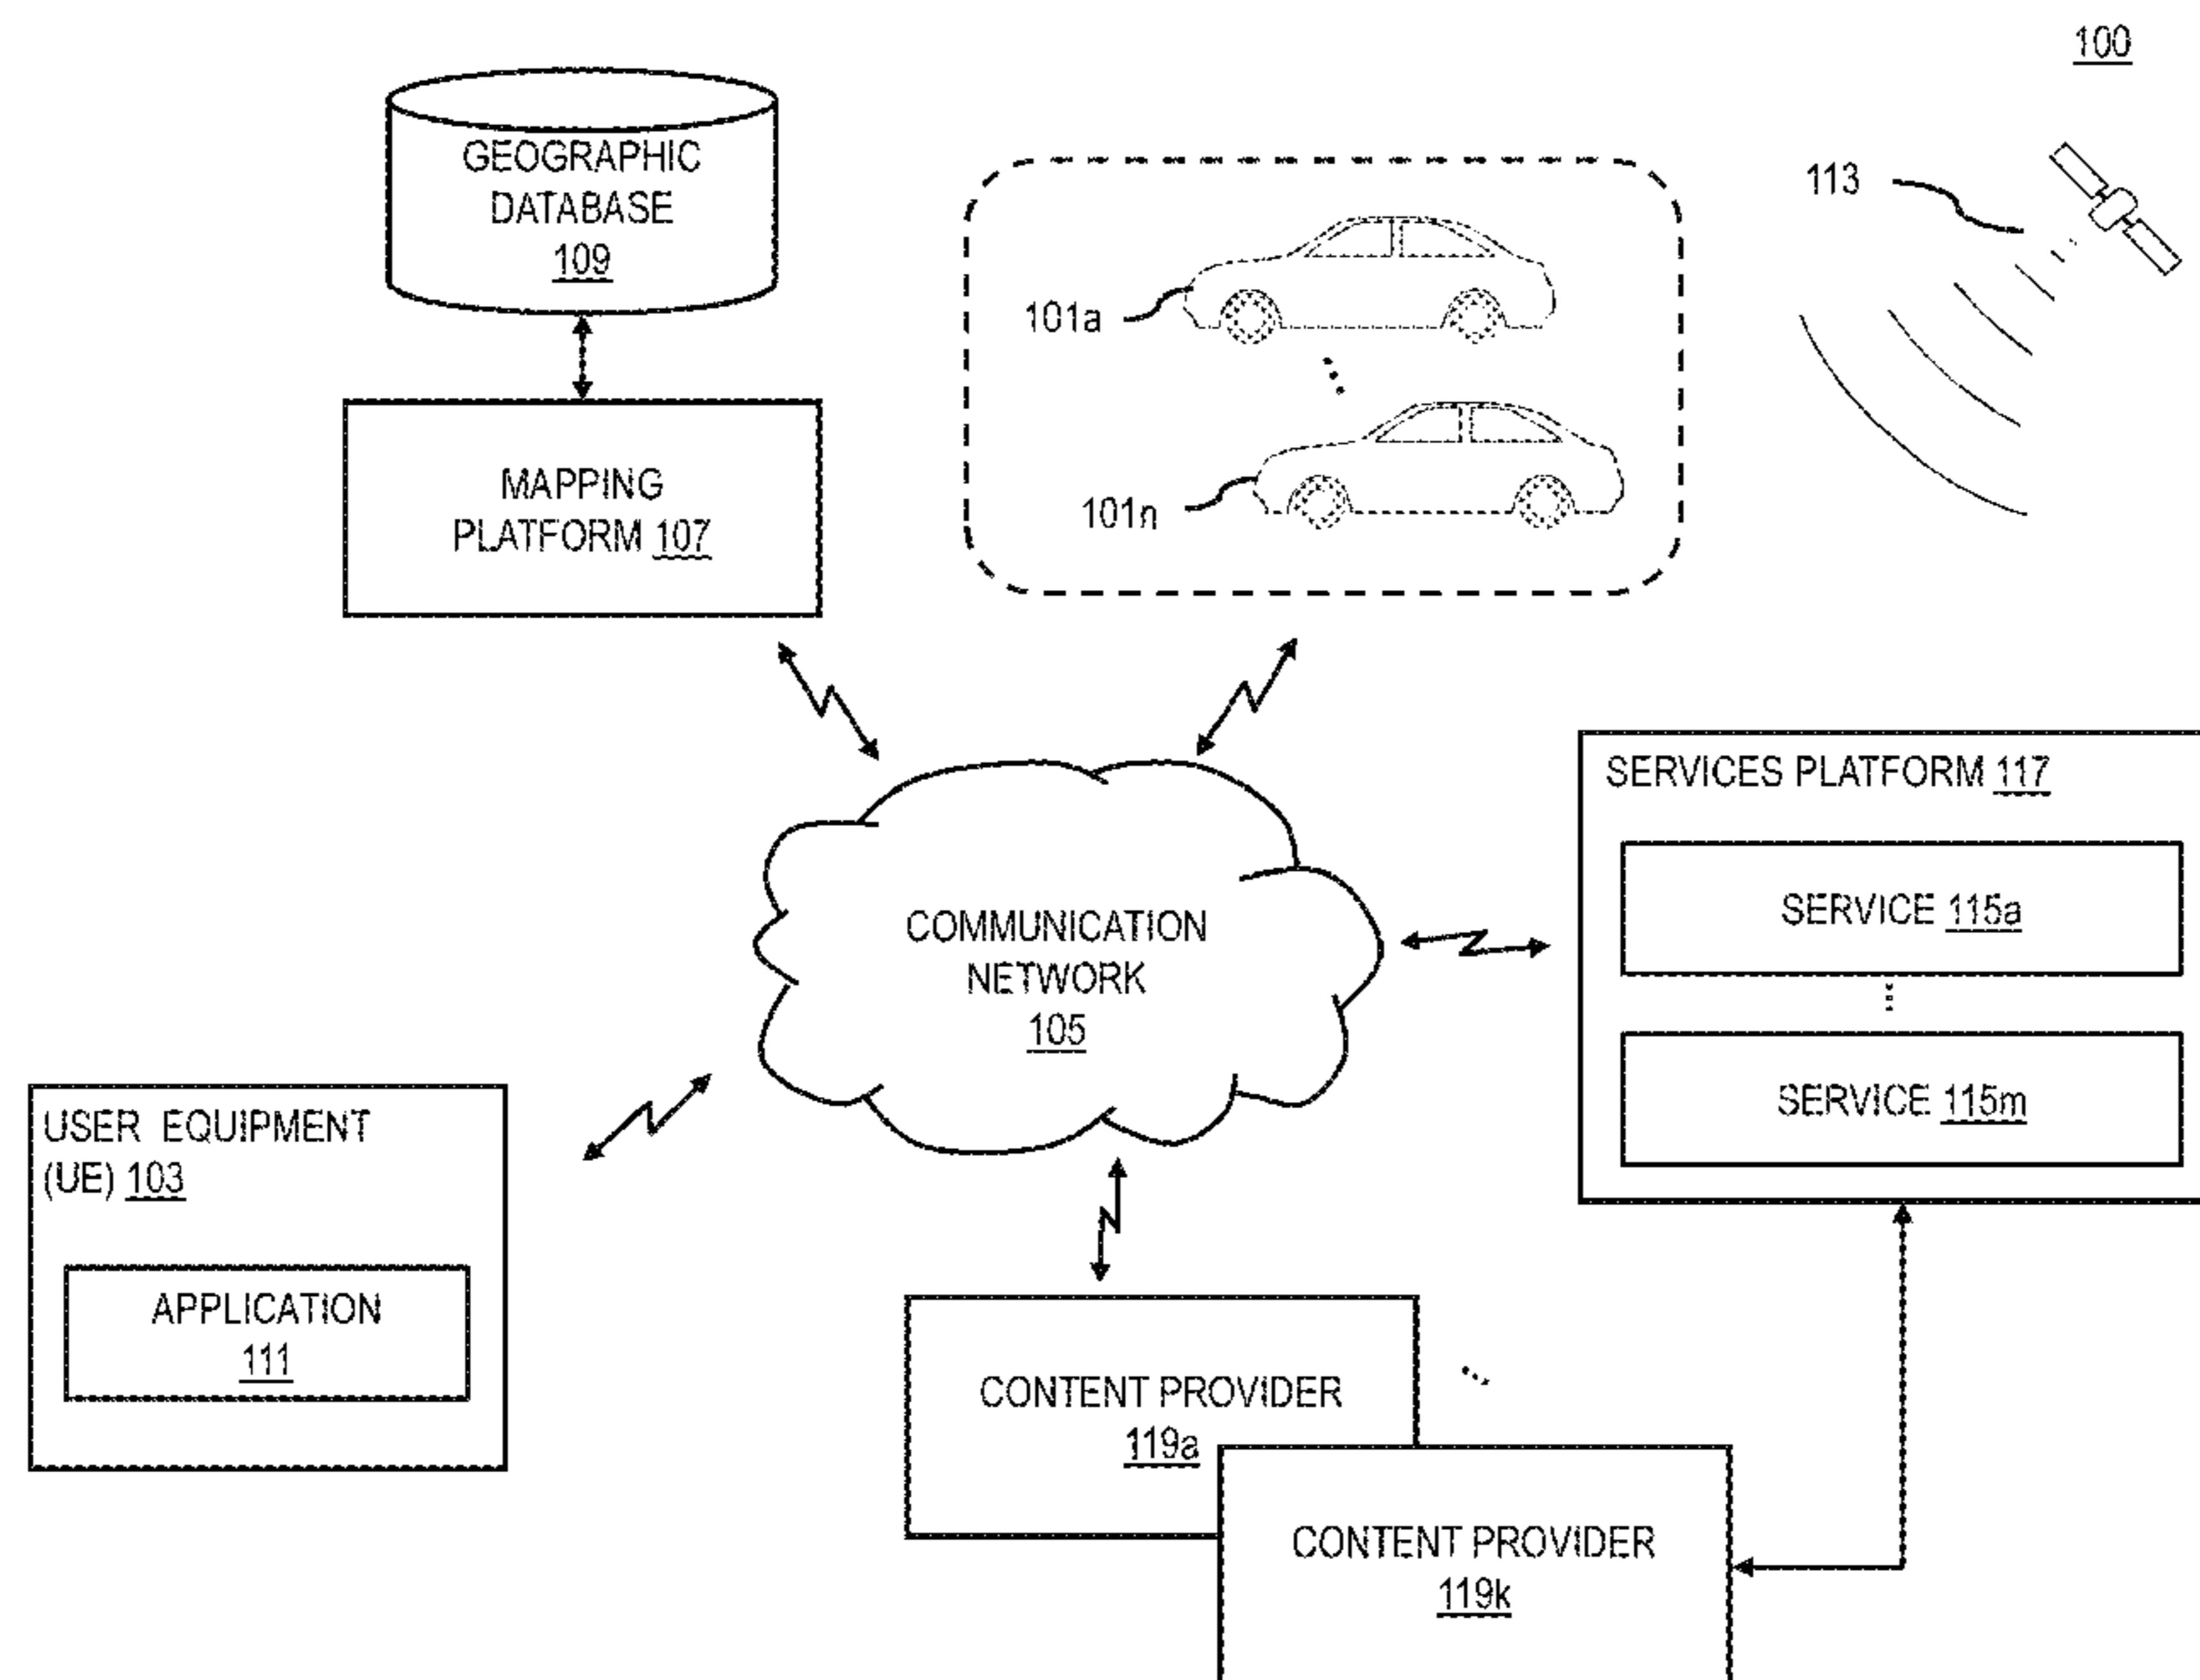 100
GEOGRAPHIC
DATABASE
109
113
101a
101n
MAPPING
PLATFORM 107
SERVICES PLATFORM 117
SERVICE 115a
SERVICE 115m
COMMUNICATION
NETWORK
105
USER EQUIPMENT
(UE) 103
APPLICATION
111
CONTENT PROVIDER
119a
CONTENT PROVIDER
119k